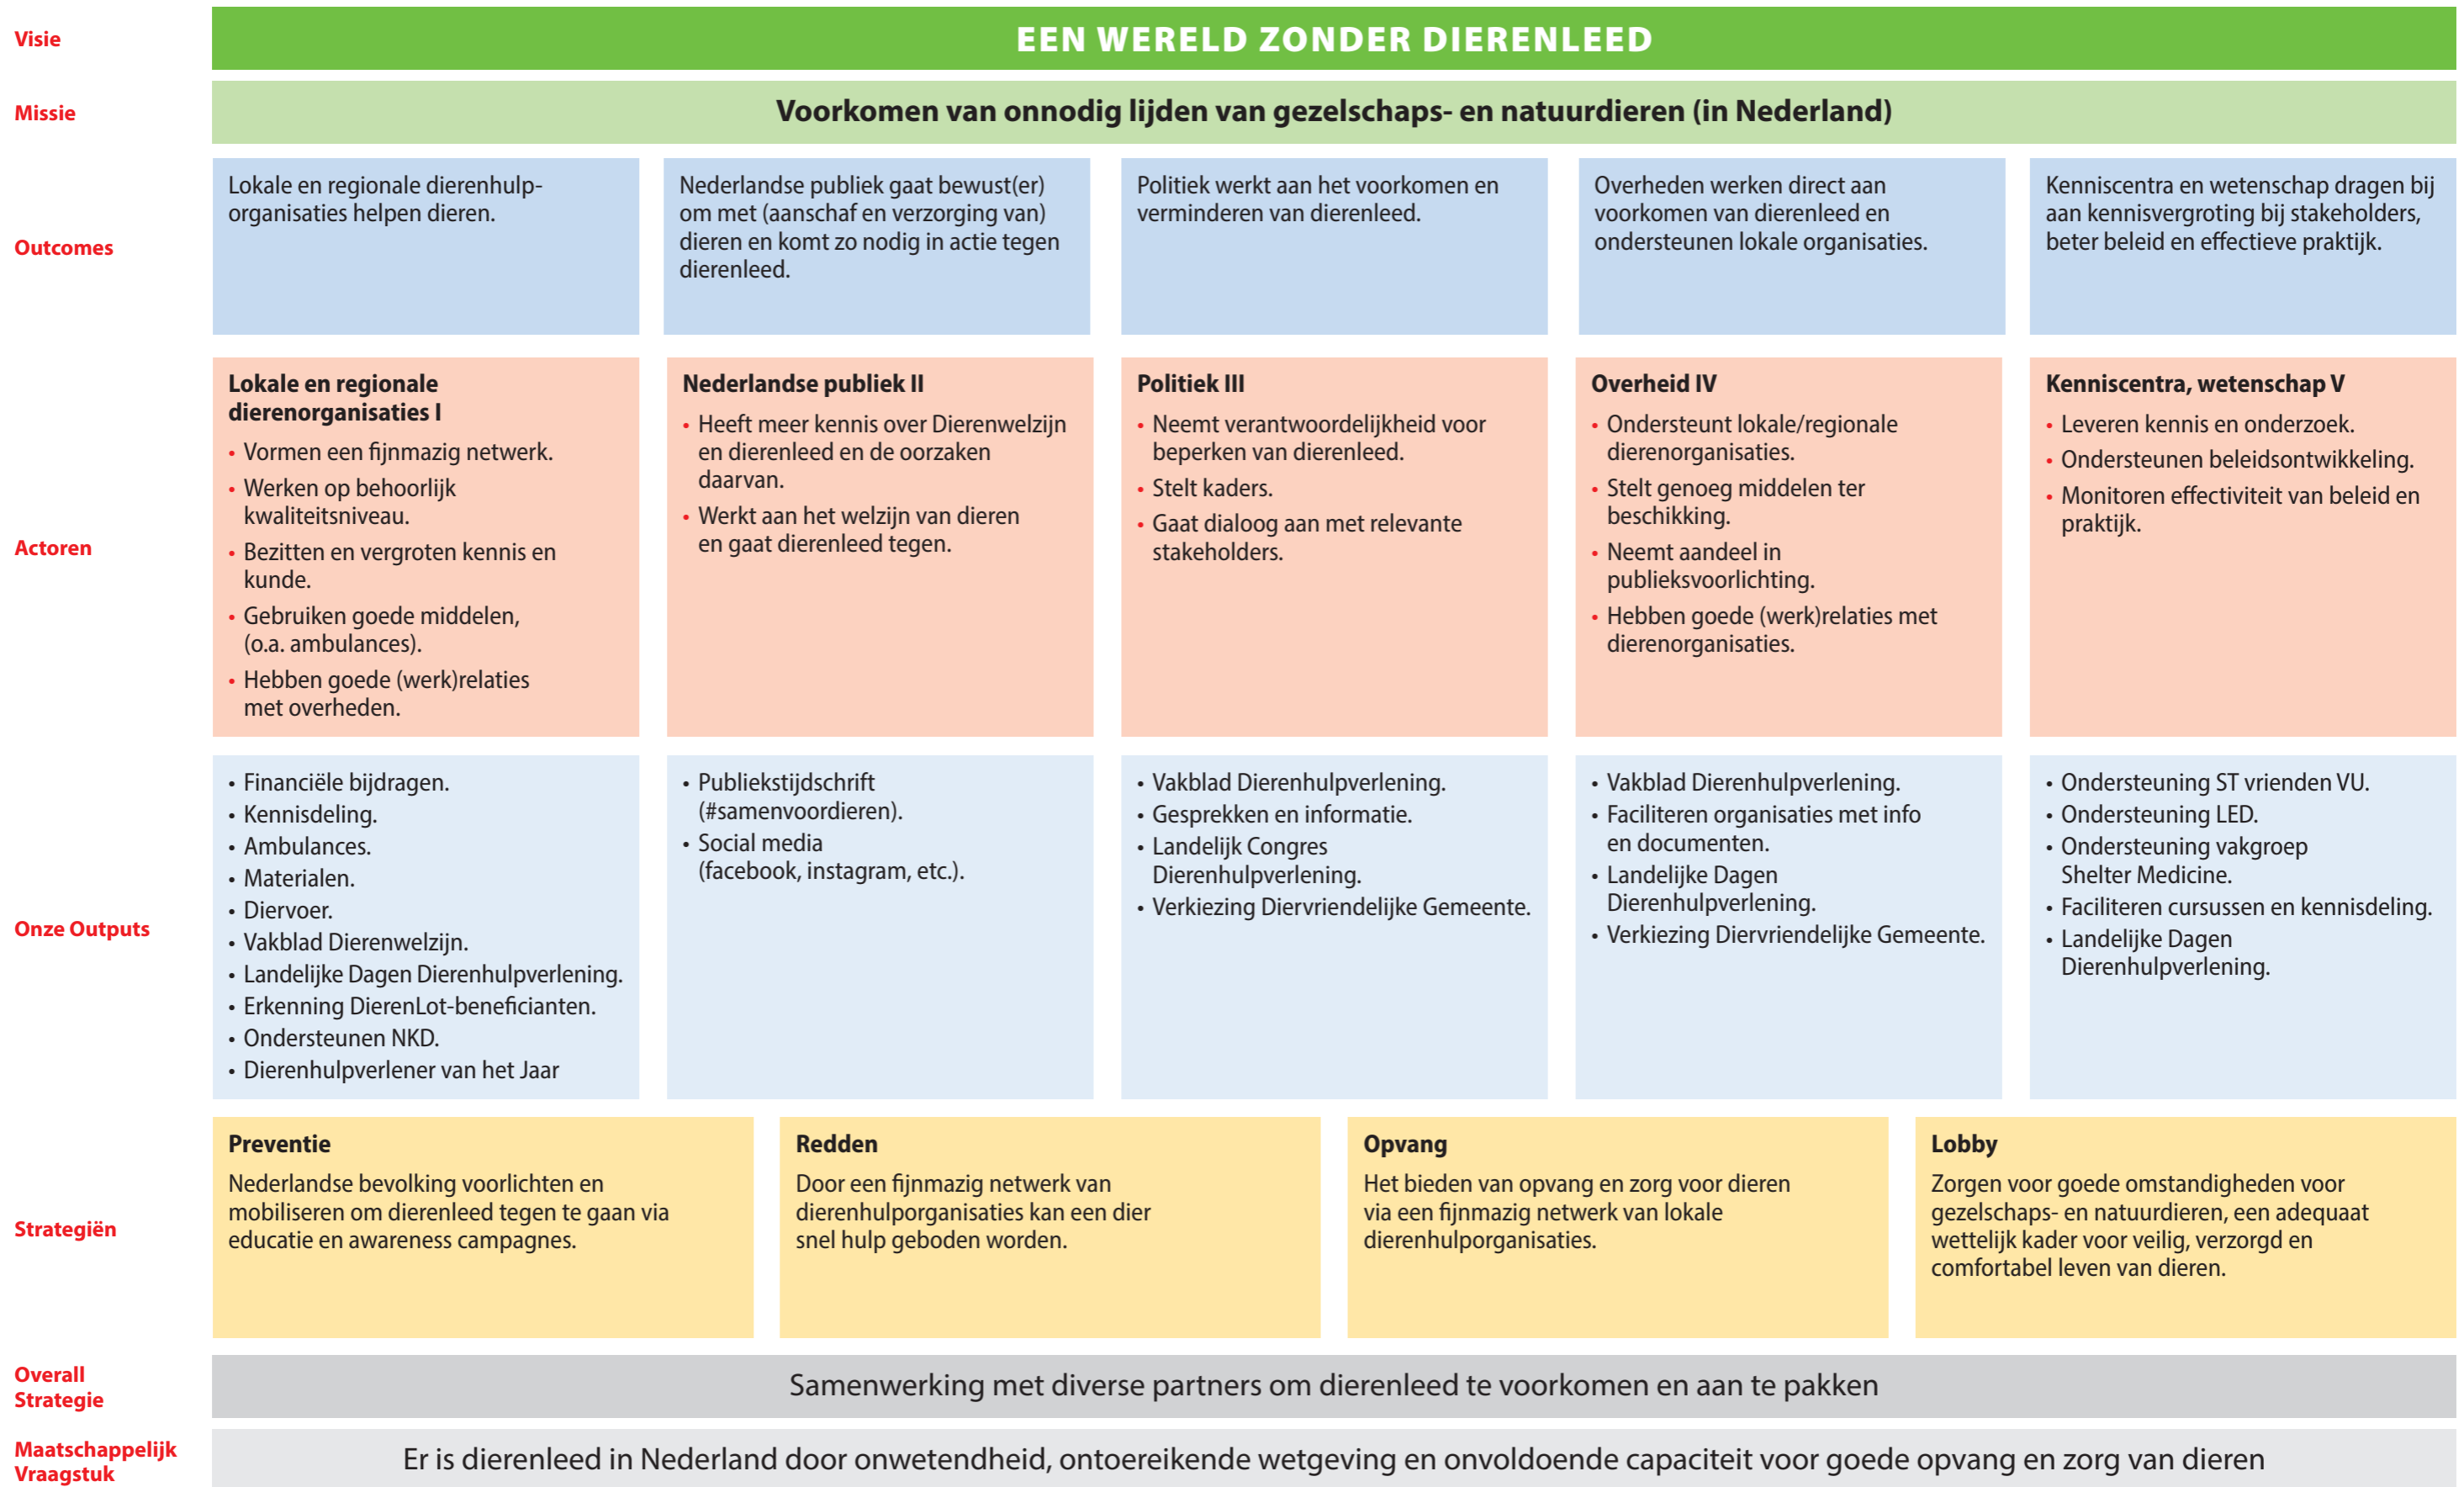 Visie
EEN WERELD ZONDER DIERENLEED
Missie
Voorkomen van onnodig lijden van gezelschaps- en natuurdieren (in Nederland)
Outcomes
Lokale en regionale dierenhulp-
organisaties helpen dieren.
Nederlandse publiek gaat bewust(er)
om met (aanschaf en verzorging van)
dieren en komt zo nodig in actie tegen
dierenleed.
Politiek werkt aan het voorkomen en
verminderen van dierenleed.
Overheden werken direct aan
voorkomen van dierenleed en
ondersteunen lokale organisaties.
Kenniscentra en wetenschap dragen bij
aan kennisvergroting bij stakeholders,
beter beleid en effectieve praktijk.
Actoren
Lokale en regionale
dierenorganisaties I
• Vormen een fijnmazig netwerk.
• Werken op behoorlijk
kwaliteitsniveau.
• Bezitten en vergroten kennis en
kunde.
• Gebruiken goede middelen,
(o.a. ambulances).
• Hebben goede (werk)relaties
met overheden.
Nederlandse publiek II
• Heeft meer kennis over Dierenwelzijn
en dierenleed en de oorzaken
daarvan.
• Werkt aan het welzijn van dieren
en gaat dierenleed tegen.
Politiek III
• Neemt verantwoordelijkheid voor
beperken van dierenleed.
• Stelt kaders.
• Gaat dialoog aan met relevante
stakeholders.
Overheid IV
• Ondersteunt lokale/regionale
dierenorganisaties.
• Stelt genoeg middelen ter
beschikking.
• Neemt aandeel in
publieksvoorlichting.
• Hebben goede (werk)relaties met
dierenorganisaties.
Kenniscentra, wetenschap V
• Leveren kennis en onderzoek.
• Ondersteunen beleidsontwikkeling.
• Monitoren effectiviteit van beleid en
praktijk.
Onze Outputs
• Financiële bijdragen.
• Kennisdeling.
• Ambulances.
• Materialen.
• Diervoer.
• Vakblad Dierenwelzijn.
• Landelijke Dagen Dierenhulpverlening.
• Erkenning DierenLot-beneficianten.
• Ondersteunen NKD.
• Dierenhulpverlener van het Jaar
• Publiekstijdschrift
(#samenvoordieren).
• Social media
(facebook, instagram, etc.).
• Vakblad Dierenhulpverlening.
• Gesprekken en informatie.
• Landelijk Congres
Dierenhulpverlening.
• Verkiezing Diervriendelijke Gemeente.
• Vakblad Dierenhulpverlening.
• Faciliteren organisaties met info
en documenten.
• Landelijke Dagen
Dierenhulpverlening.
• Verkiezing Diervriendelijke Gemeente.
• Ondersteuning ST vrienden VU.
• Ondersteuning LED.
• Ondersteuning vakgroep
Shelter Medicine.
• Faciliteren cursussen en kennisdeling.
• Landelijke Dagen
Dierenhulpverlening.
Strategiën
Preventie
Nederlandse bevolking voorlichten en
mobiliseren om dierenleed tegen te gaan via
educatie en awareness campagnes.
Redden
Door een fijnmazig netwerk van
dierenhulporganisaties kan een dier
snel hulp geboden worden.
Opvang
Het bieden van opvang en zorg voor dieren
via een fijnmazig netwerk van lokale
dierenhulporganisaties.
Lobby
Zorgen voor goede omstandigheden voor
gezelschaps- en natuurdieren, een adequaat
wettelijk kader voor veilig, verzorgd en
comfortabel leven van dieren.
Overall
Strategie
Samenwerking met diverse partners om dierenleed te voorkomen en aan te pakken
Maatschappelijk
Vraagstuk
Er is dierenleed in Nederland door onwetendheid, ontoereikende wetgeving en onvoldoende capaciteit voor goede opvang en zorg van dieren